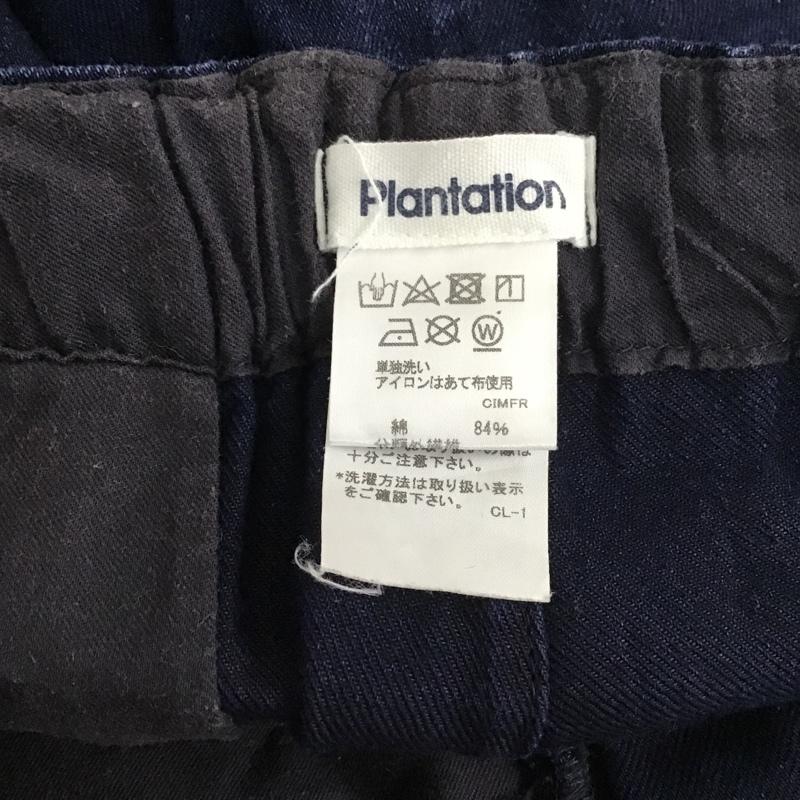 Plantation
W
単独洗い
アイロンはあて布使用
CIMFR
綿 84%
十分ご注意下さい。
*洗濯方法は取り扱い表示
をご確認下さい。
CL-1